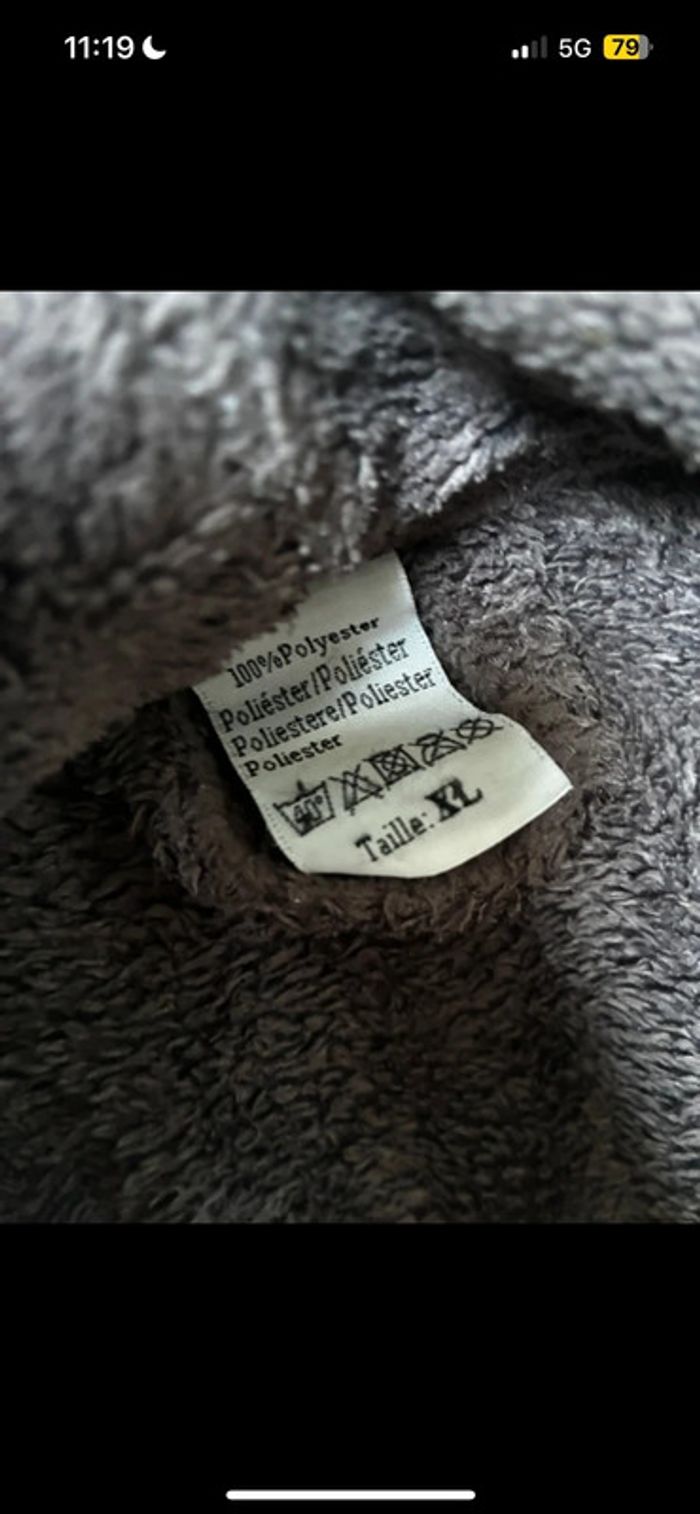 11:19
5G
79
100%Polyester
Poliéster/Poliéster
Poliestere/Poliester
Poliester
40°
Taille: XL